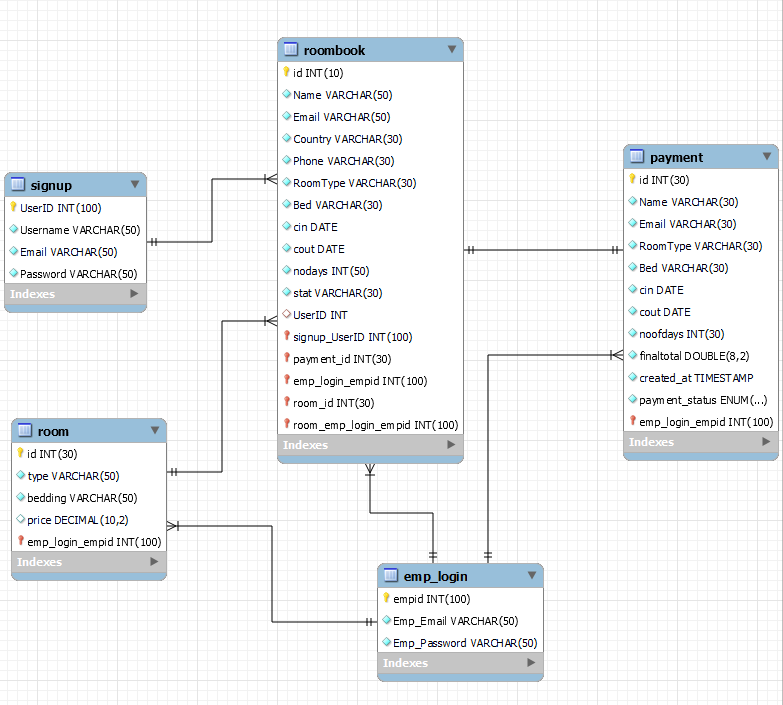 roombook
id INT(10)
Name VARCHAR(50)
Email VARCHAR(50)
Country VARCHAR(30)
Phone VARCHAR(30)
RoomType VARCHAR(30)
Bed VARCHAR(30)
cin DATE
cout DATE
nodays INT(50)
stat VARCHAR(30)
UserID INT
signup_UserID INT(100)
payment_id INT(30)
emp_login_empid INT(100)
room_id INT(30)
room_emp_login_empid INT(100)
Indexes
payment
id INT(30)
Name VARCHAR(30)
Email VARCHAR(30)
RoomType VARCHAR(30)
Bed VARCHAR(30)
cin DATE
cout DATE
noofdays INT(30)
finaltotal DOUBLE(8,2)
created_at TIMESTAMP
payment_status ENUM(...)
emp_login_empid INT(100)
Indexes
signup
UserID INT(100)
Username VARCHAR(50)
Email VARCHAR(50)
Password VARCHAR(50)
Indexes
room
id INT(30)
type VARCHAR(50)
bedding VARCHAR(50)
price DECIMAL(10,2)
emp_login_empid INT(100)
Indexes
emp_login
empid INT(100)
Emp_Email VARCHAR(50)
Emp_Password VARCHAR(50)
Indexes